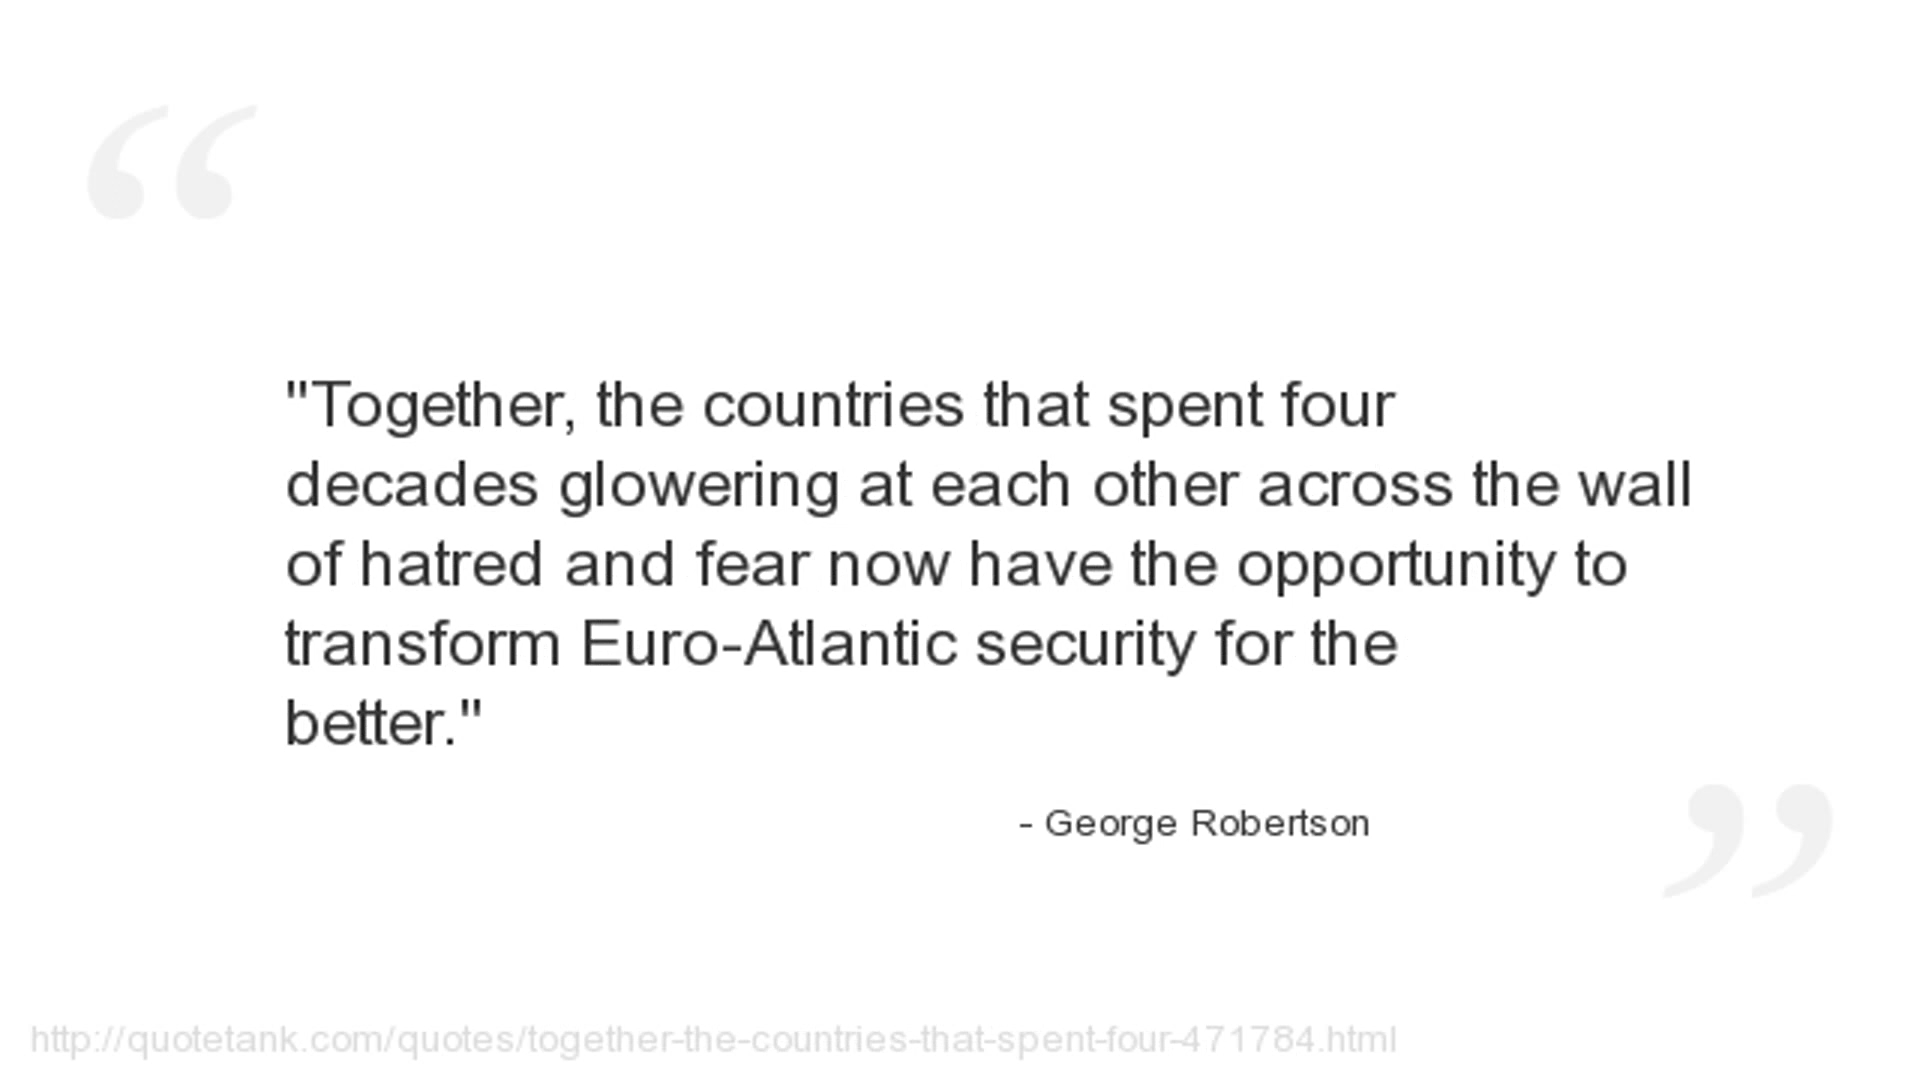 "Together, the countries that spent four
decades glowering at each other across the wall
of hatred and fear now have the opportunity to
transform Euro-Atlantic security for the
better."
- George Robertson
http://quotetank.com/quotes/together-the-countries-that-spent-four-471784.html